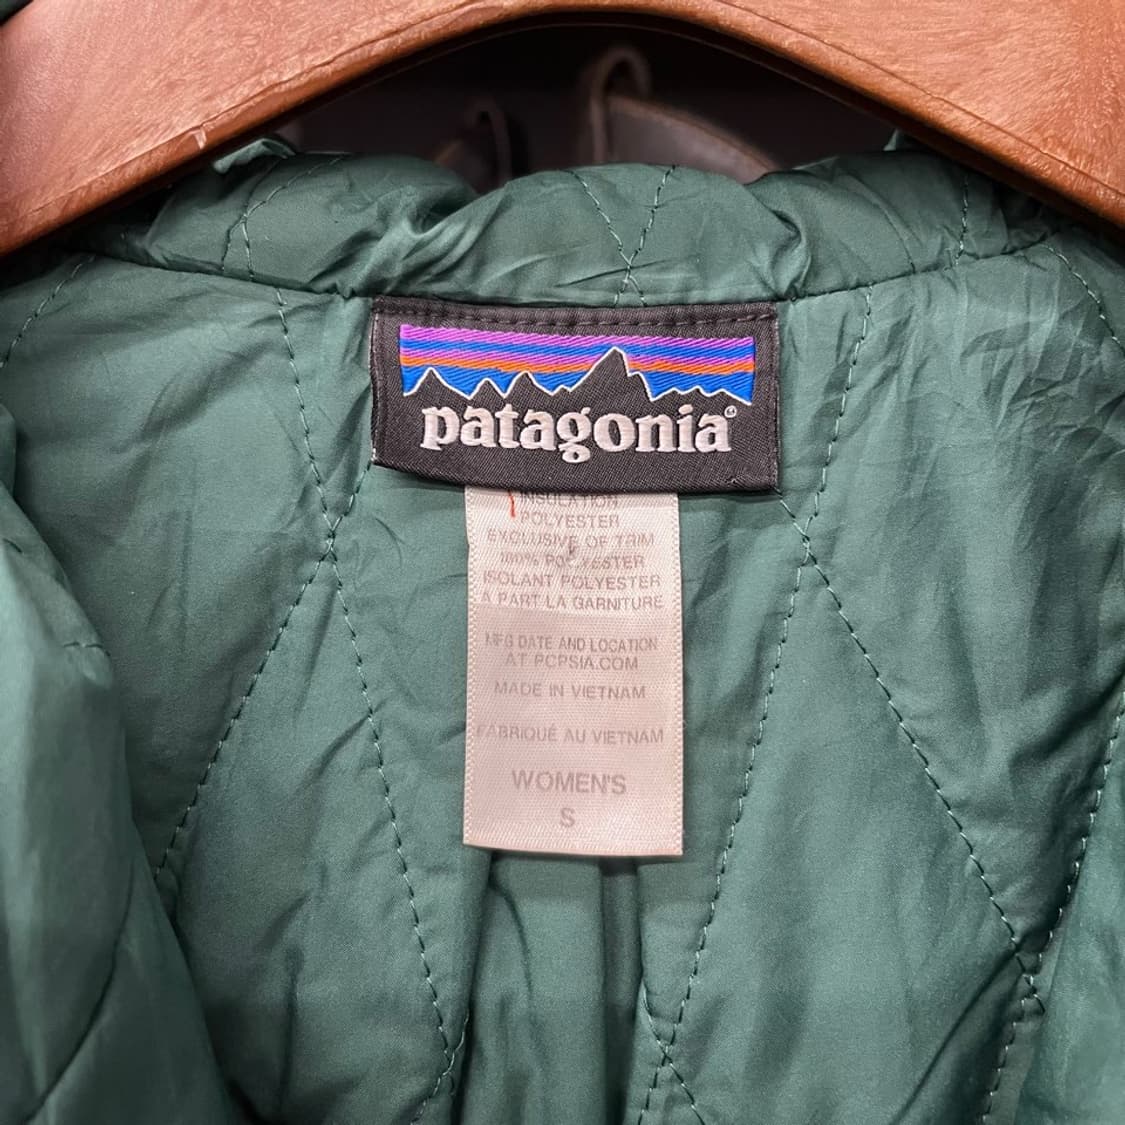 patagonia®
INSULATION
POLYESTER
EXCLUSIVE OF TRIM
100% POLYESTER
ISOLANT POLYESTER
A PART LA GARNITURE
MFG DATE AND LOCATION
AT PCPSIA.COM
MADE IN VIETNAM
FABRIQUÉ AU VIETNAM
WOMEN'S
S